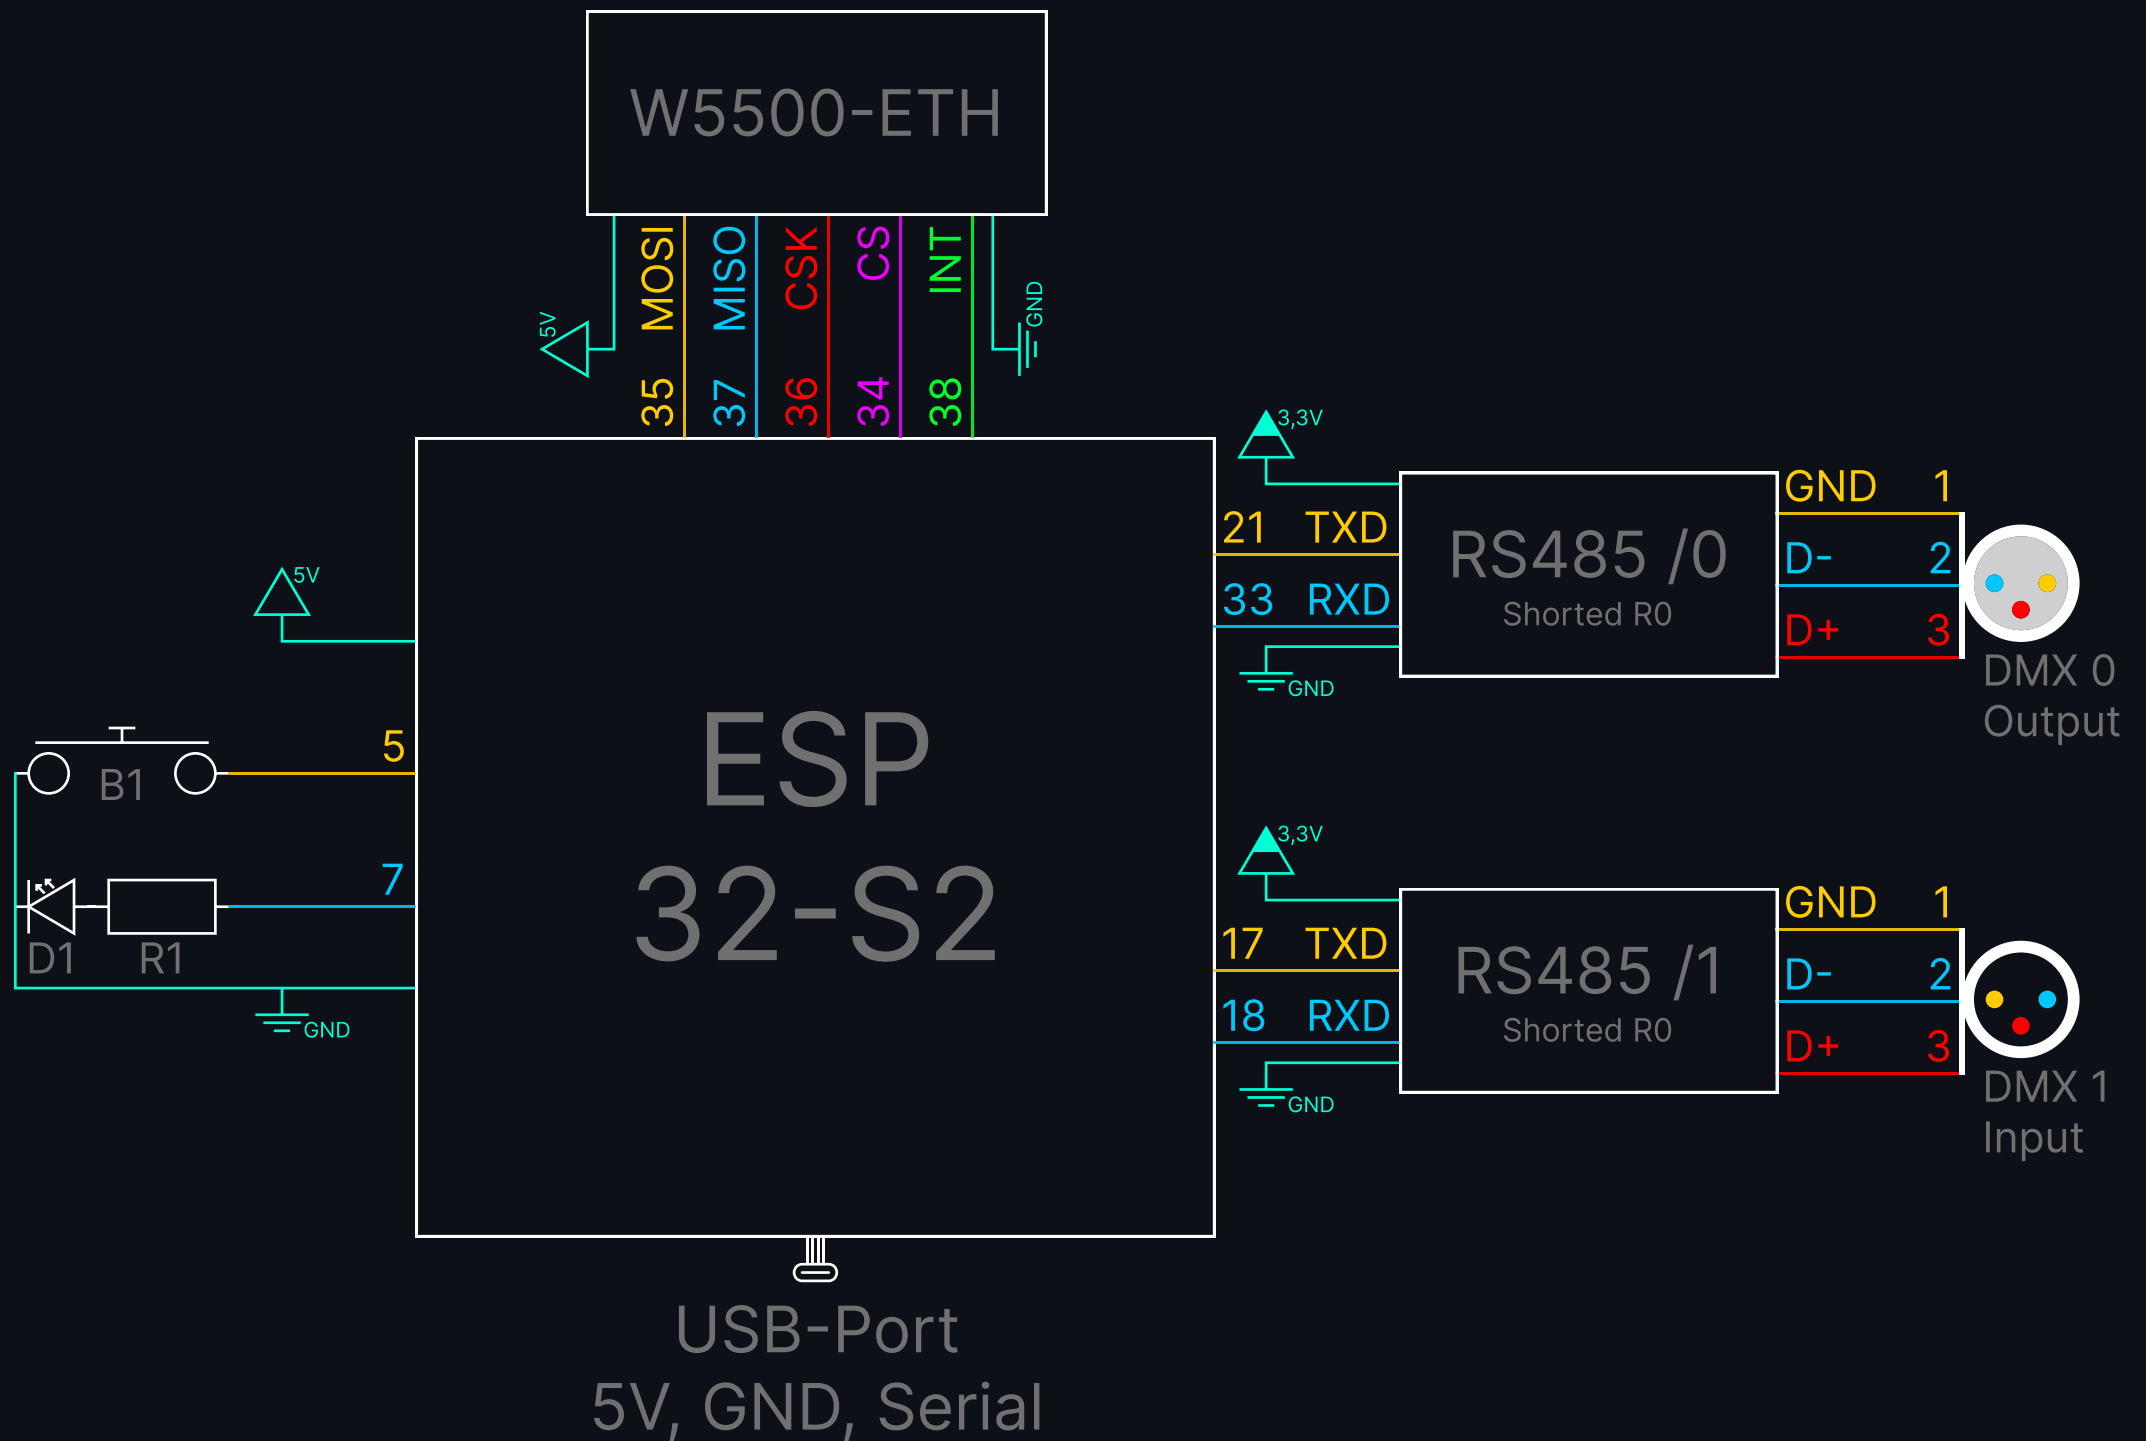 W5500-ETH
MOSI
MISO
CSK
CS
INT
5V
GND
35
37
36
34
38
3,3V
21 TXD
33 RXD
GND
RS485 /0
Shorted R0
GND 1
D- 2
D+ 3
DMX 0
Output
5V
5
B1
7
D1
R1
GND
ESP
32-S2
3,3V
17 TXD
18 RXD
GND
RS485 /1
Shorted R0
GND 1
D- 2
D+ 3
DMX 1
Input
USB-Port
5V, GND, Serial